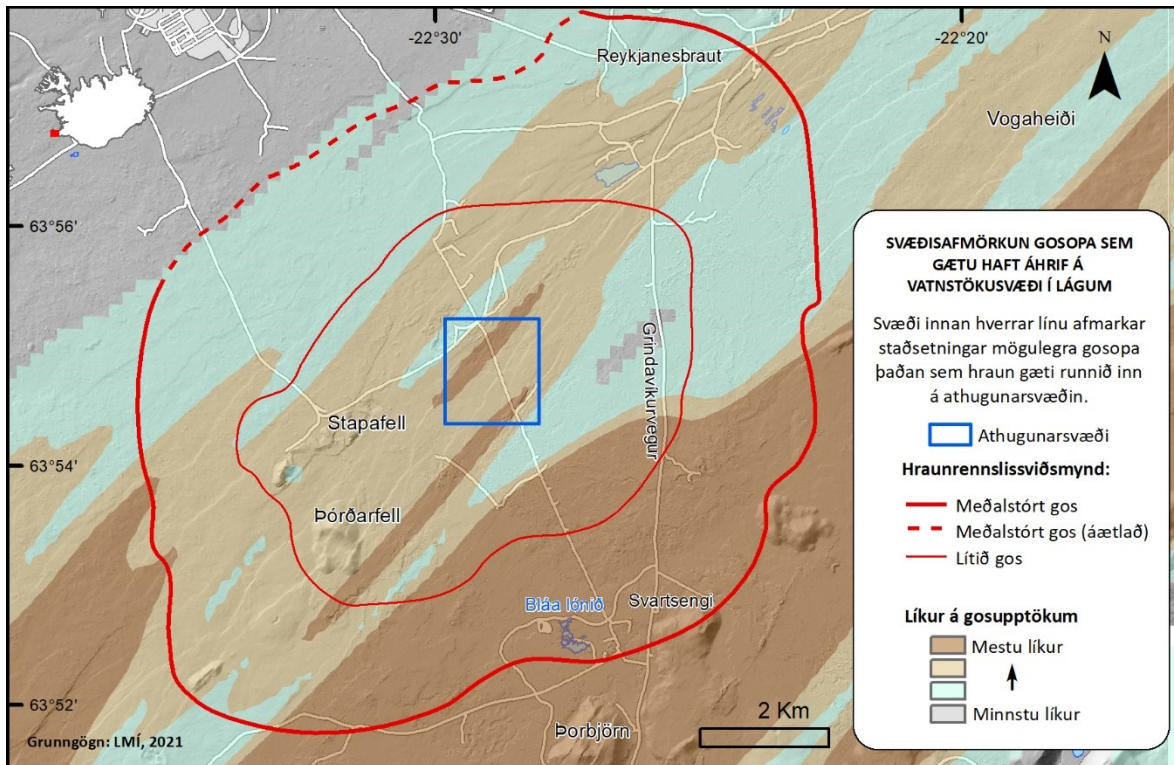 -22°30'
-22°20'
N
Reykjanesbraut
Vogaheiði
63°56'
Grindavíkurvegur
Stapafell
63°54'
Þórðarfell
Bláa lónið
Svartsengi
63°52'
Þorbjörn
2 Km
Grunngögn: LMÍ, 2021
SVÆÐISAFMÖRKUN GOSOPA SEM
GÆTU HAFT ÁHRIF Á
VATNSTÖKUSVÆÐI Í LÁGUM
Svæði innan hverrar línu afmarkar
staðsetningar mögulegra gosopa
þaðan sem hraun gæti runnið inn
á athugunarsvæðin.
Athugunarsvæði
Hraunrennslissviðsmynd:
Meðalstórt gos
Meðalstórt gos (áætlað)
Lítið gos
Líkur á gosupptökum
Mestu líkur
Minnstu líkur